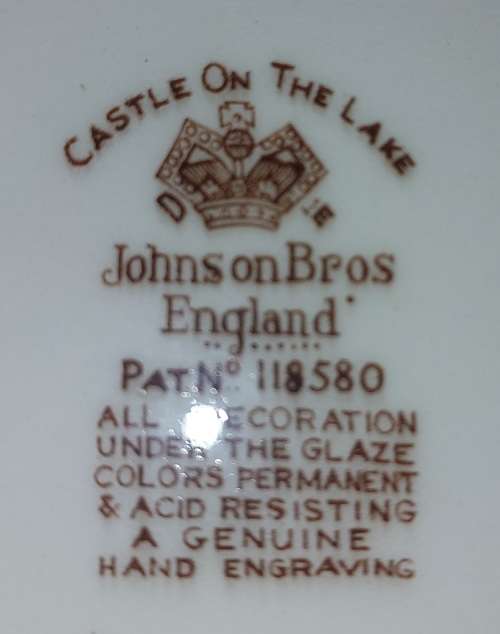 CASTLE ON THE LAKE
D E
Johnson Bros
England
PAT Nº 118580
ALL DECORATION
UNDER THE GLAZE
COLORS PERMANENT
& ACID RESISTING
A GENUINE
HAND ENGRAVING